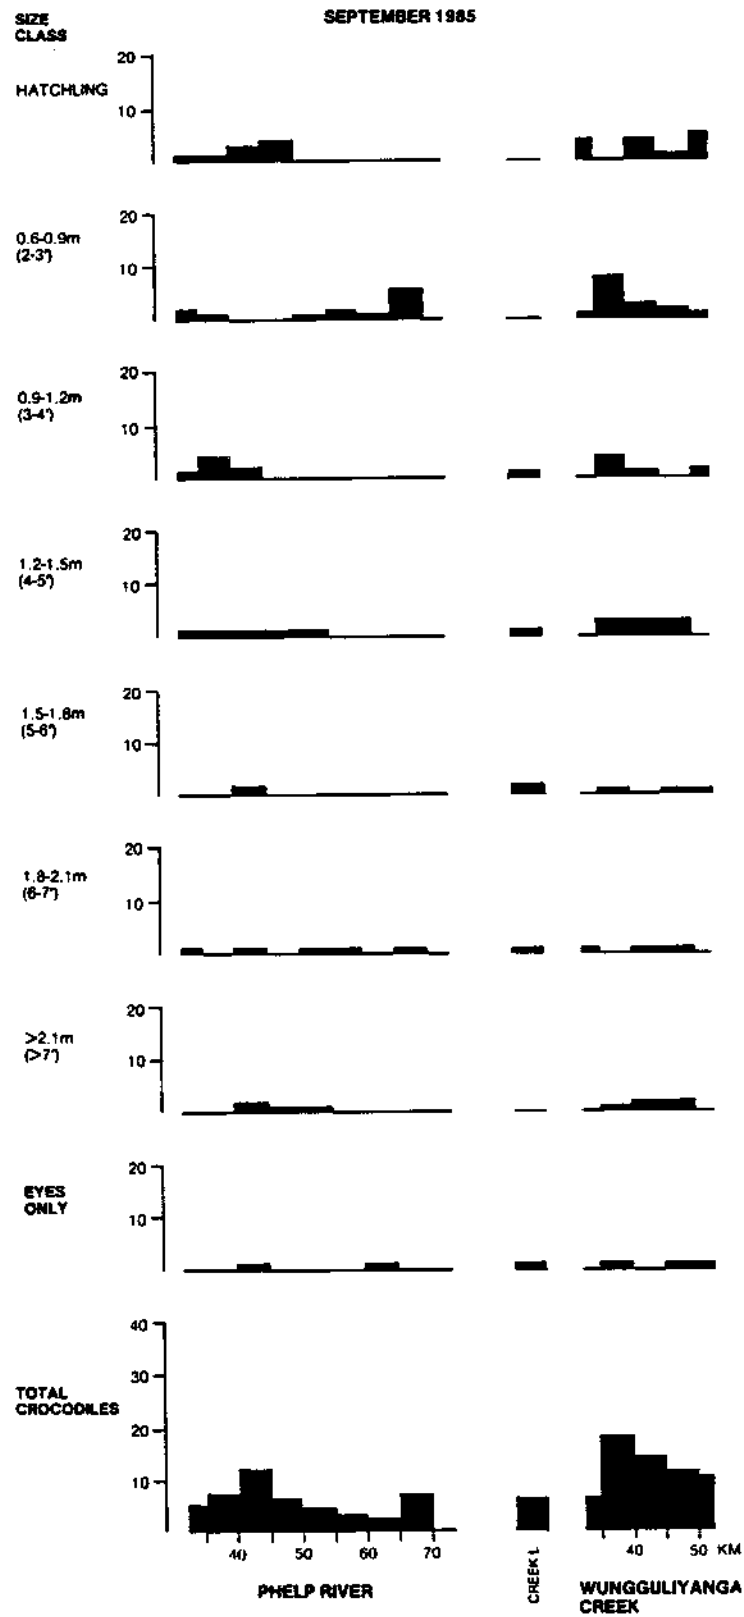 SIZE
CLASS
SEPTEMBER 1985
HATCHLING
20
10
0.6-0.9m
(2-3')
20
10
0.9-1.2m
(3-4')
20
10
1.2-1.5m
(4-5')
20
10
1.5-1.8m
(5-6')
20
10
1.8-2.1m
(6-7')
20
10
>2.1m
(>7')
20
10
EYES
ONLY
20
10
TOTAL
CROCODILES
40
30
20
10
40 50 60 70
40 50 KM
PHELP RIVER
CREEK L
WUNGGULIYANGA
CREEK